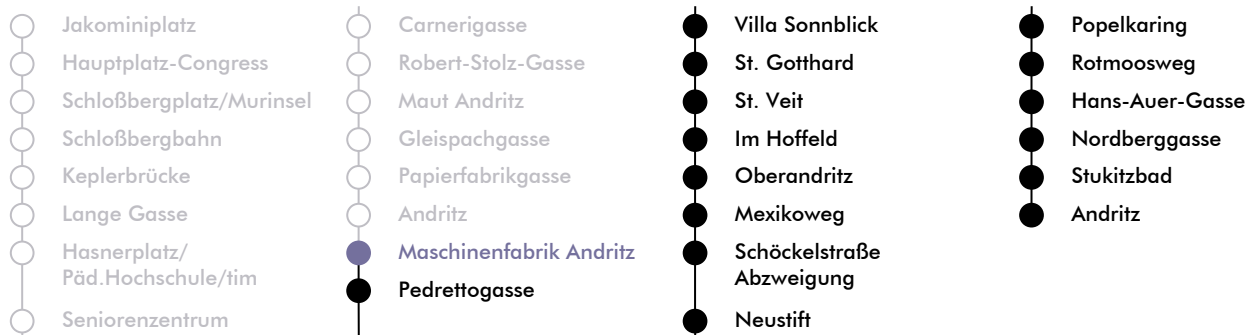 Jakominiplatz
Hauptplatz-Congress
Schloßbergplatz/Murinsel
Schloßbergbahn
Keplerbrücke
Lange Gasse
Hasnerplatz/
Päd.Hochschule/tim
Seniorenzentrum
Carnerigasse
Robert-Stolz-Gasse
Maut Andritz
Gleispachgasse
Papierfabrikgasse
Andritz
Maschinenfabrik Andritz
Pedrettogasse
Villa Sonnblick
St. Gotthard
St. Veit
Im Hoffeld
Oberandritz
Mexikoweg
Schöckelstraße
Abzweigung
Neustift
Popelkaring
Rotmoosweg
Hans-Auer-Gasse
Nordberggasse
Stukitzbad
Andritz